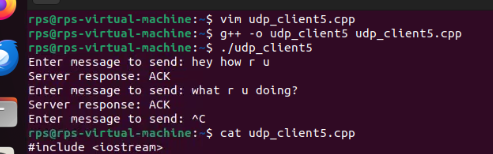 rps@rps-virtual-machine:~$ vim udp_client5.cpp
rps@rps-virtual-machine:~$ g++ -o udp_client5 udp_client5.cpp
rps@rps-virtual-machine:~$ ./udp_client5
Enter message to send: hey how r u
Server response: ACK
Enter message to send: what r u doing?
Server response: ACK
Enter message to send: ^C
rps@rps-virtual-machine:~$ cat udp_client5.cpp
#include <iostream>